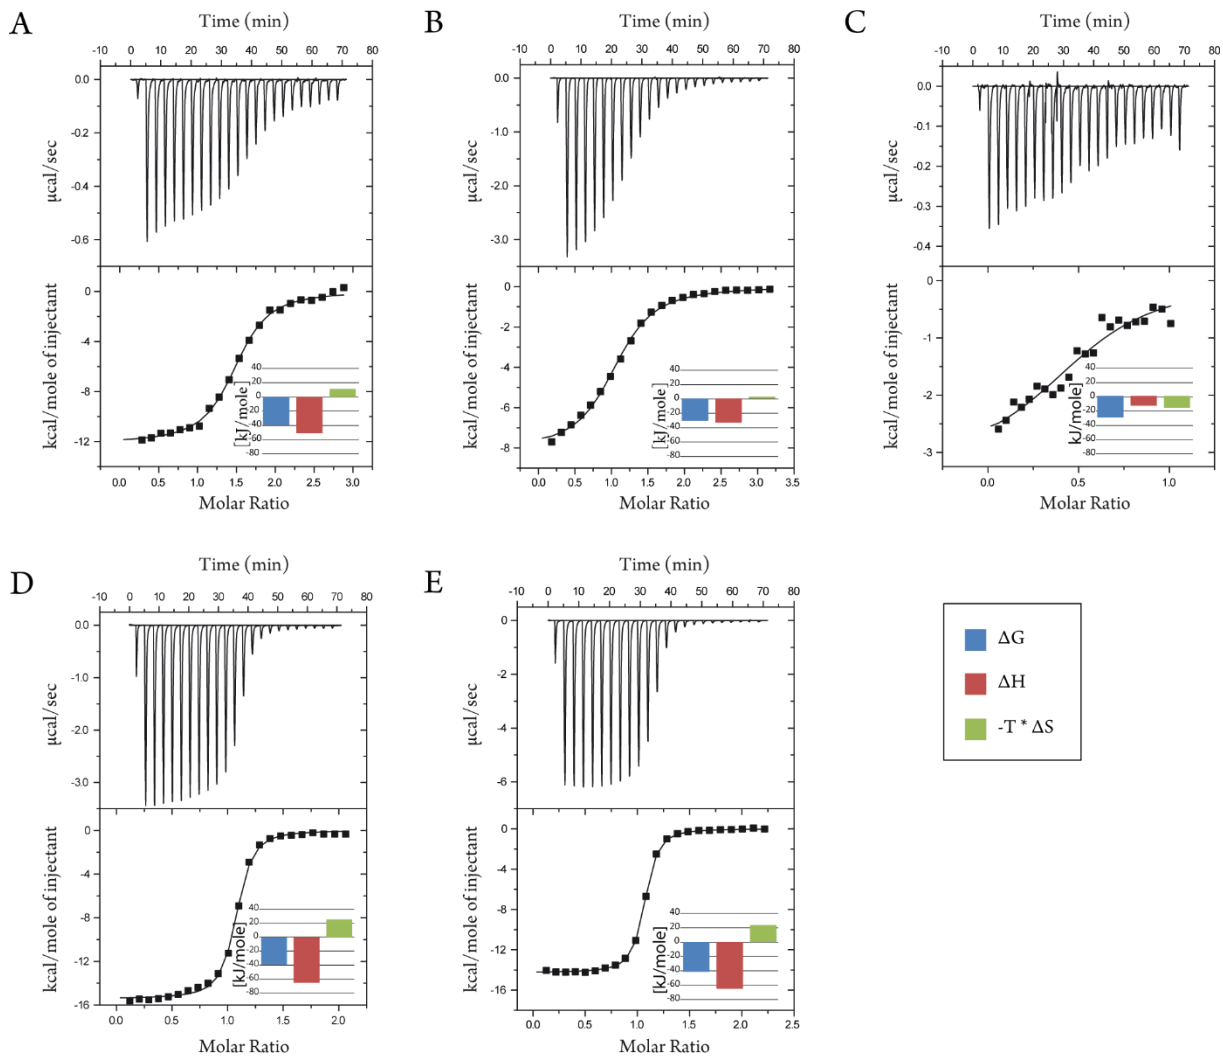 A
Time (min)
-10 0 10 20 30 40 50 60 70 80
0.0
-0.2
-0.4
-0.6
µcal/sec
0
-4
-8
-12
kcal/mole of injectant
40
20
0
-20
-40
-60
-80
[kJ/mole]
0.0 0.5 1.0 1.5 2.0 2.5 3.0
Molar Ratio
B
Time (min)
-10 0 10 20 30 40 50 60 70 80
0.0
-1.0
-2.0
-3.0
µcal/sec
0
-2
-4
-6
-8
kcal/mole of injectant
40
20
0
-20
-40
-60
-80
[kJ/mole]
0.0 0.5 1.0 1.5 2.0 2.5 3.0 3.5
Molar Ratio
C
Time (min)
-10 0 10 20 30 40 50 60 70 80
0.0
-0.1
-0.2
-0.3
-0.4
µcal/sec
0
-1
-2
-3
kcal/mole of injectant
40
20
0
-20
-40
-60
-80
kJ/mole]
0.0 0.5 1.0
Molar Ratio
D
Time (min)
-10 0 10 20 30 40 50 60 70 80
0.0
-1.0
-2.0
-3.0
µcal/sec
0
-4
-8
-12
-16
kcal/mole of injectant
40
20
0
-20
-40
-60
-80
[kJ/mole]
0.0 0.5 1.0 1.5 2.0
Molar Ratio
E
Time (min)
-10 0 10 20 30 40 50 60 70 80
0
-2
-4
-6
µcal/sec
0
-4
-8
-12
-16
kcal/mole of injectant
40
20
0
-20
-40
-60
-80
[kJ/mole]
0.0 0.5 1.0 1.5 2.0 2.5
Molar Ratio
ΔG
ΔH
-T * ΔS